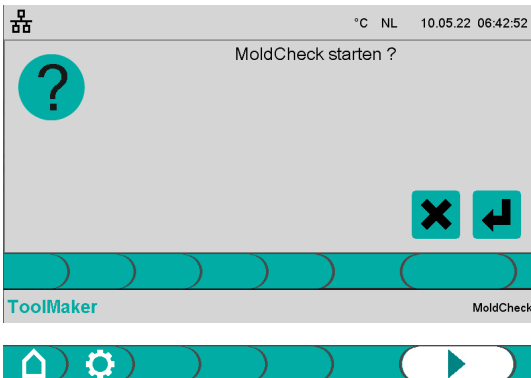 °C NL 10.05.22 06:42:52
MoldCheck starten ?
?
ToolMaker MoldCheck